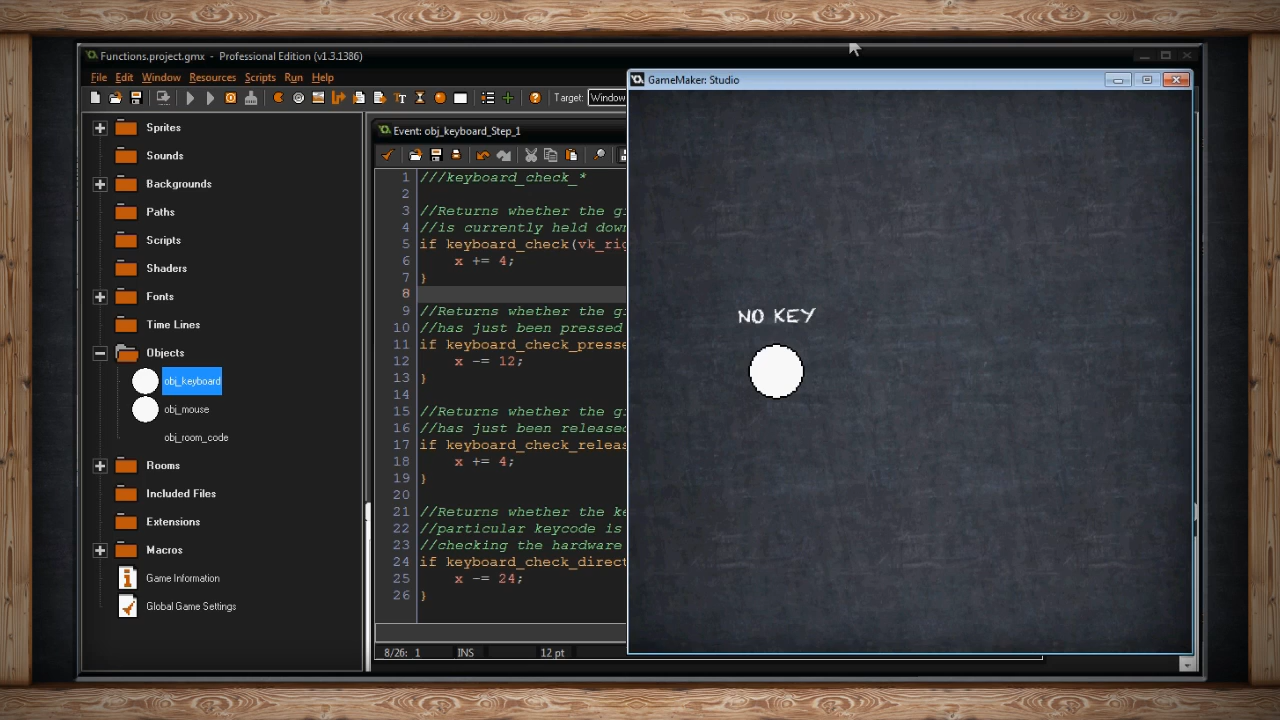 Functions.project.gmx - Professional Edition (v1.3.1386)
File Edit Window Resources Scripts Run Help
Target: Window
Sprites
Sounds
Backgrounds
Paths
Scripts
Shaders
Fonts
Time Lines
Objects
obj_keyboard
obj_mouse
obj_room_code
Rooms
Included Files
Extensions
Macros
Game Information
Global Game Settings
Event: obj_keyboard_Step_1
1 ///keyboard_check_*
2
3 //Returns whether the gi
4 //is currently held down
5 if keyboard_check(vk_rig
6 x += 4;
7 }
8
9 //Returns whether the gi
10 //has just been pressed
11 if keyboard_check_presse
12 x -= 12;
13 }
14
15 //Returns whether the gi
16 //has just been released
17 if keyboard_check_releas
18 x += 4;
19 }
20
21 //Returns whether the ke
22 //particular keycode is
23 //checking the hardware
24 if keyboard_check_direct
25 x -= 24;
26 }
8/26: 1 INS 12 pt
GameMaker: Studio
NO KEY